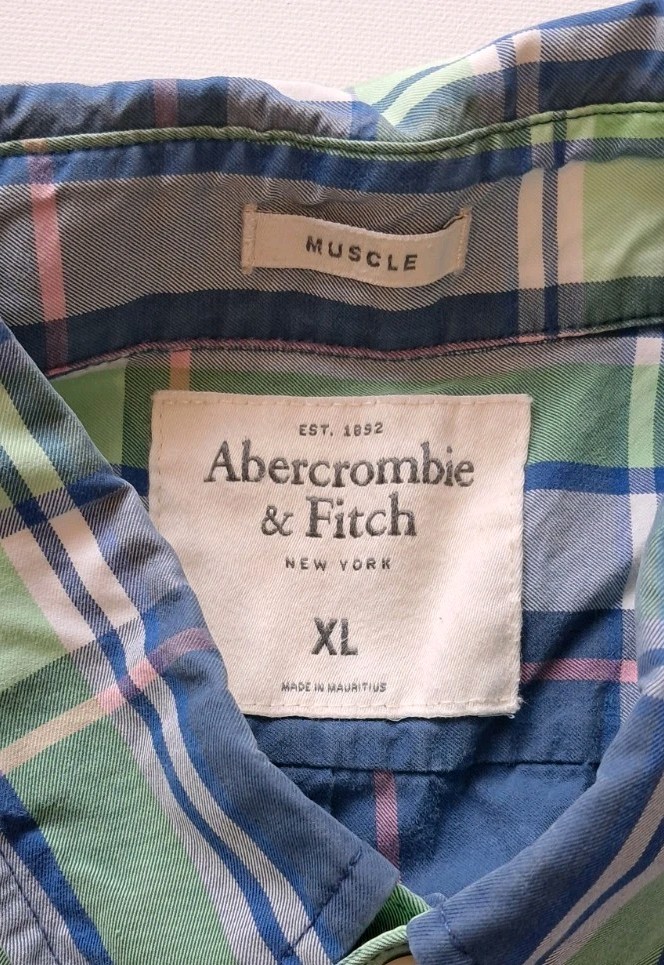 MUSCLE
EST. 1892
Abercrombie
& Fitch
NEW YORK
XL
MADE IN MAURITIUS